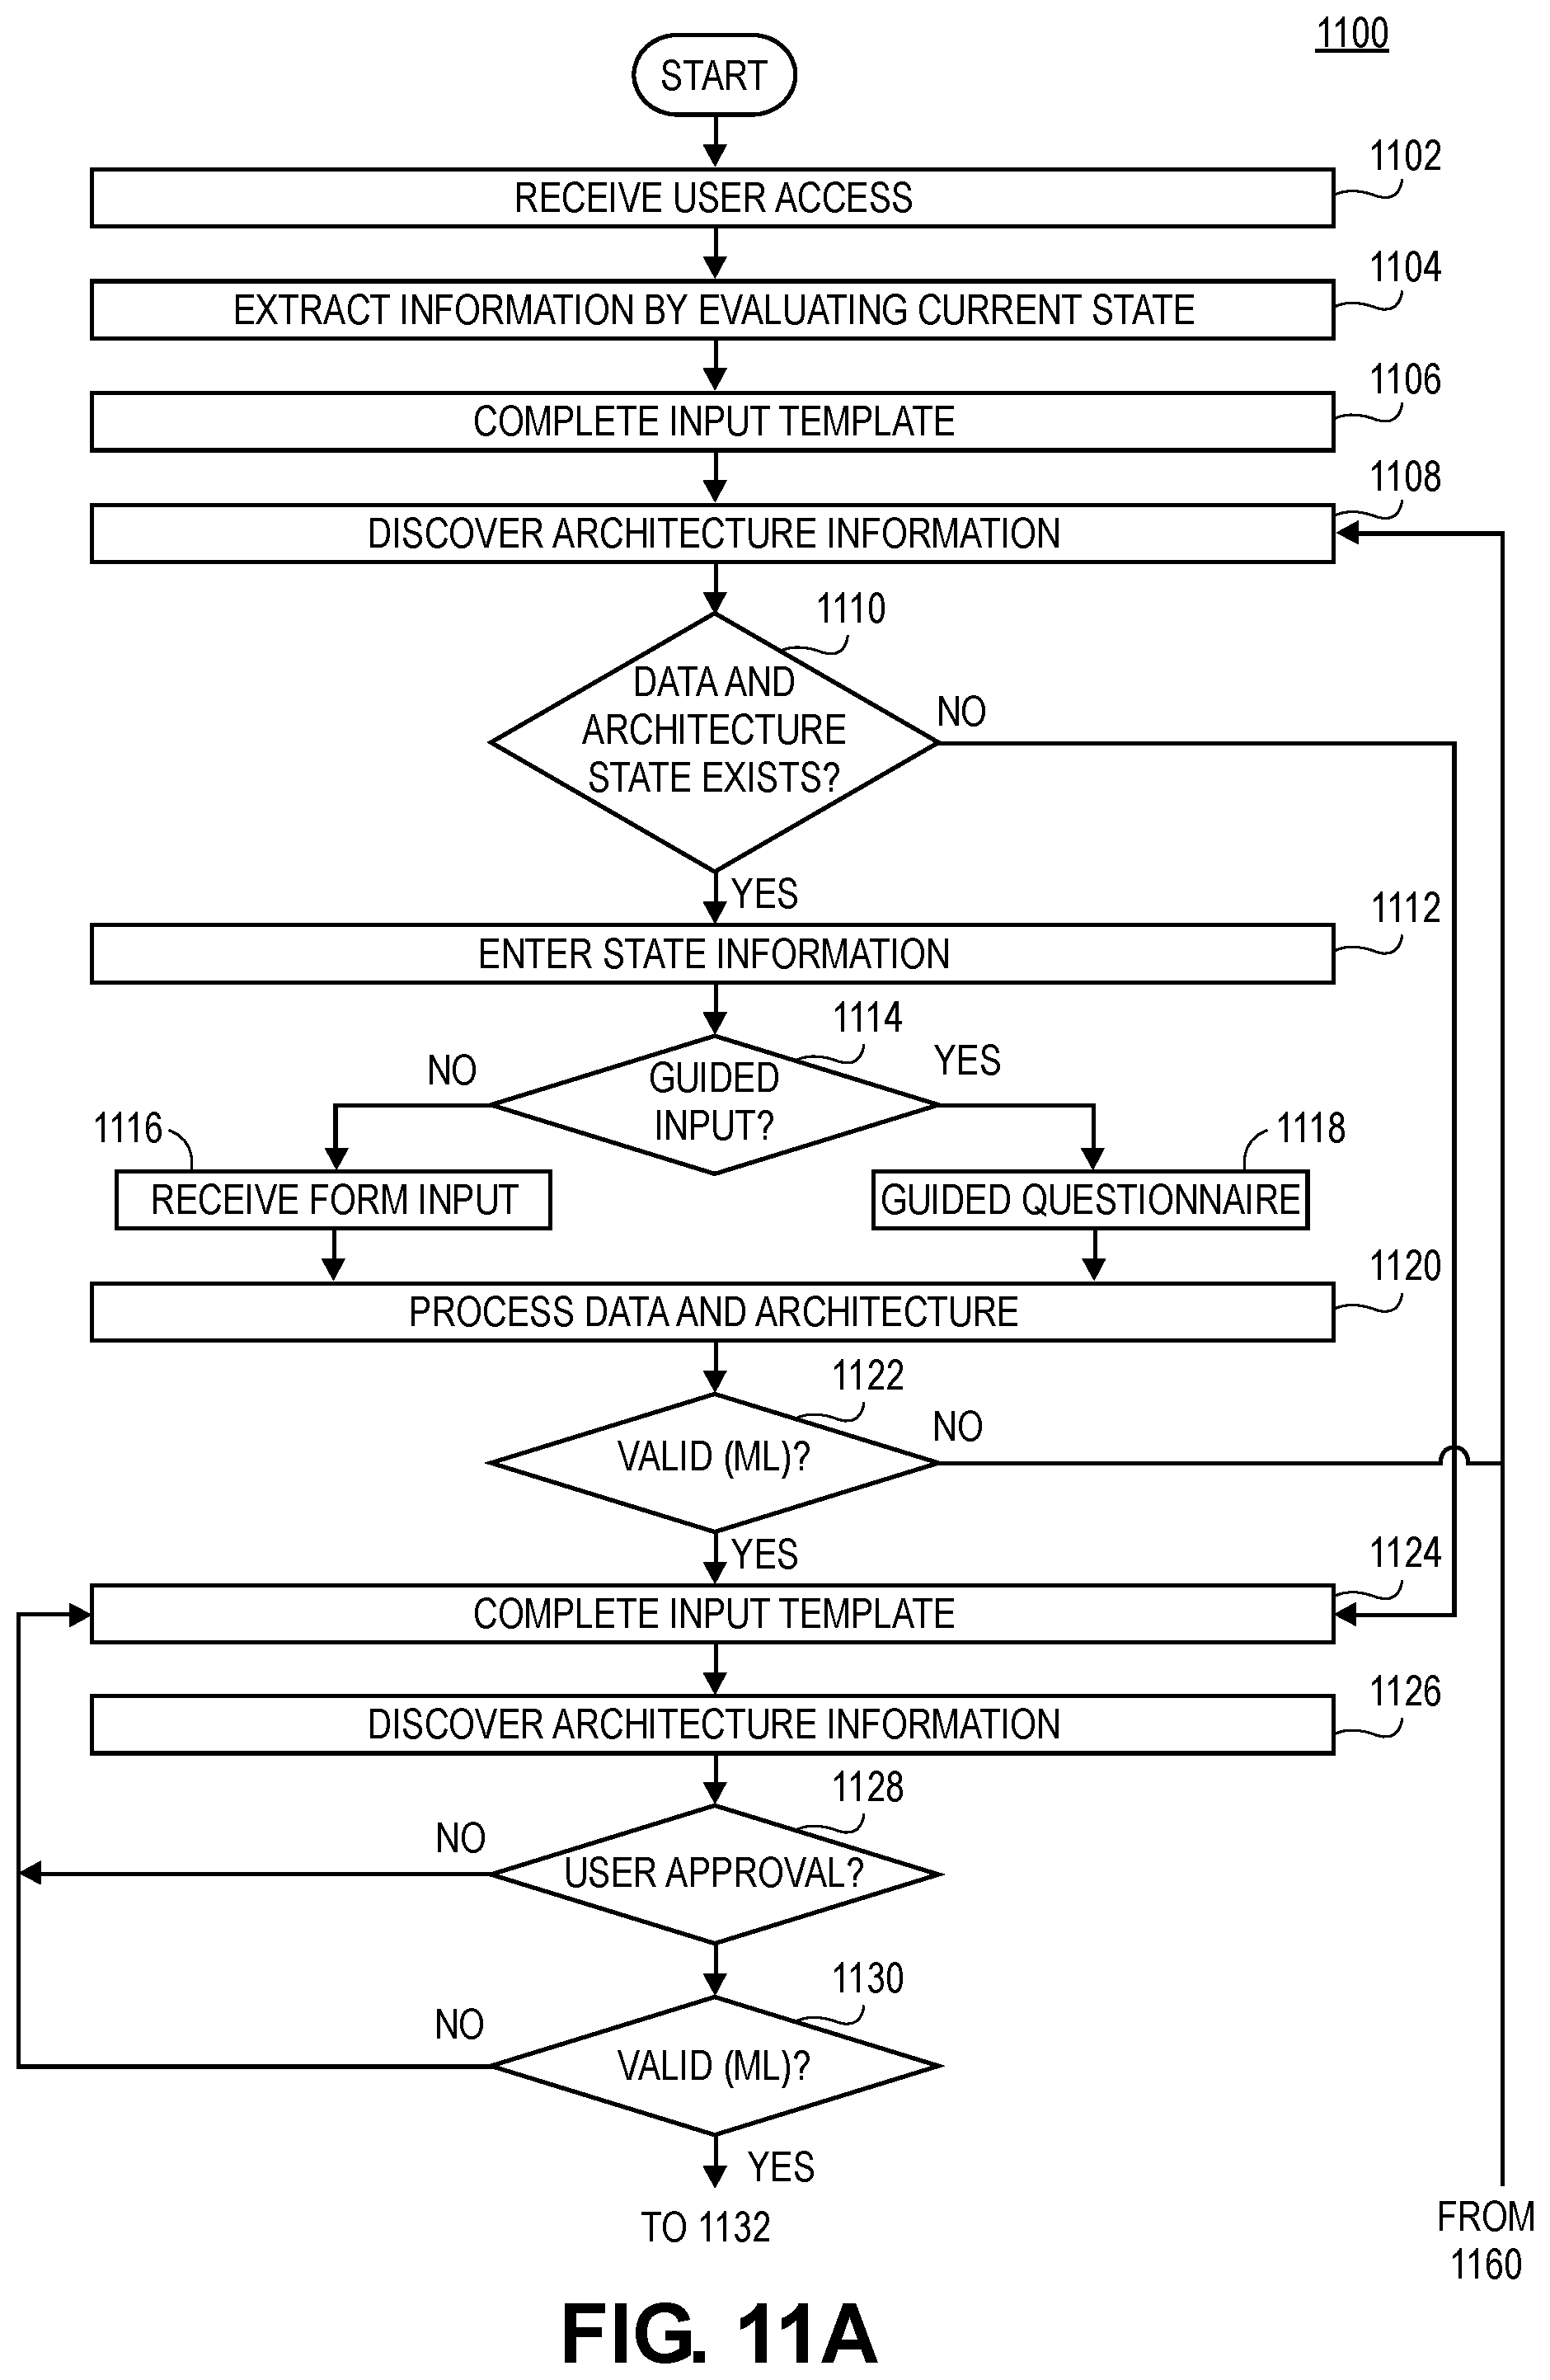 1100
START
1102
RECEIVE USER ACCESS
1104
EXTRACT INFORMATION BY EVALUATING CURRENT STATE
1106
COMPLETE INPUT TEMPLATE
1108
DISCOVER ARCHITECTURE INFORMATION
1110
DATA AND
ARCHITECTURE
STATE EXISTS?
NO
YES
1112
ENTER STATE INFORMATION
1114
GUIDED
INPUT?
NO
YES
1116
RECEIVE FORM INPUT
1118
GUIDED QUESTIONNAIRE
1120
PROCESS DATA AND ARCHITECTURE
1122
VALID (ML)?
NO
YES
1124
COMPLETE INPUT TEMPLATE
1126
DISCOVER ARCHITECTURE INFORMATION
1128
NO
USER APPROVAL?
1130
NO
VALID (ML)?
YES
TO 1132
FROM
1160
FIG. 11A